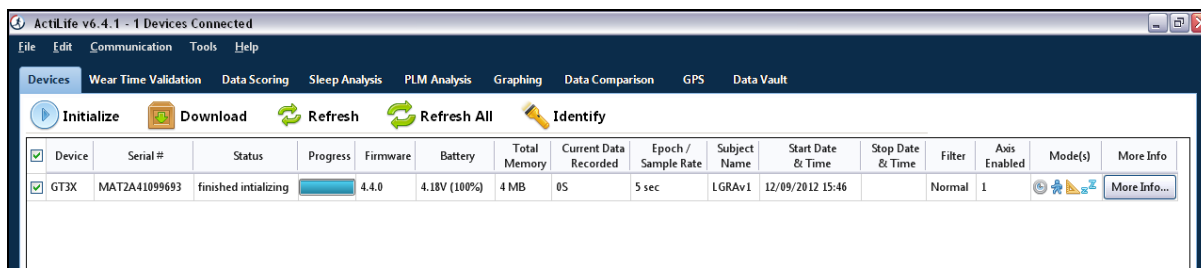 ActiLife v6.4.1 - 1 Devices Connected
File Edit Communication Tools Help
Devices Wear Time Validation Data Scoring Sleep Analysis PLM Analysis Graphing Data Comparison GPS Data Vault
Initialize Download Refresh Refresh All Identify
Device Serial # Status Progress Firmware Battery Total Memory Current Data Recorded Epoch / Sample Rate Subject Name Start Date & Time Stop Date & Time Filter Axis Enabled Mode(s) More Info
GT3X MAT2A41099693 finished intializing 4.4.0 4.18V (100%) 4 MB 0S 5 sec LGRAv1 12/09/2012 15:46 Normal 1 More Info...